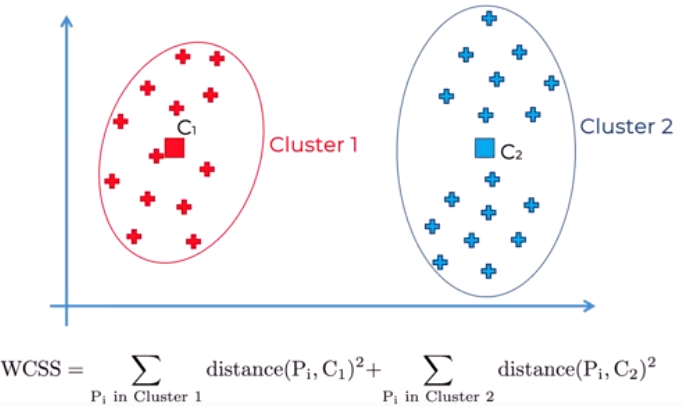 C₁
Cluster 1
Cluster 2
C₂
WCSS = ∑ distance(Pᵢ, C₁)² + ∑ distance(Pᵢ, C₂)²
Pᵢ in Cluster 1 Pᵢ in Cluster 2